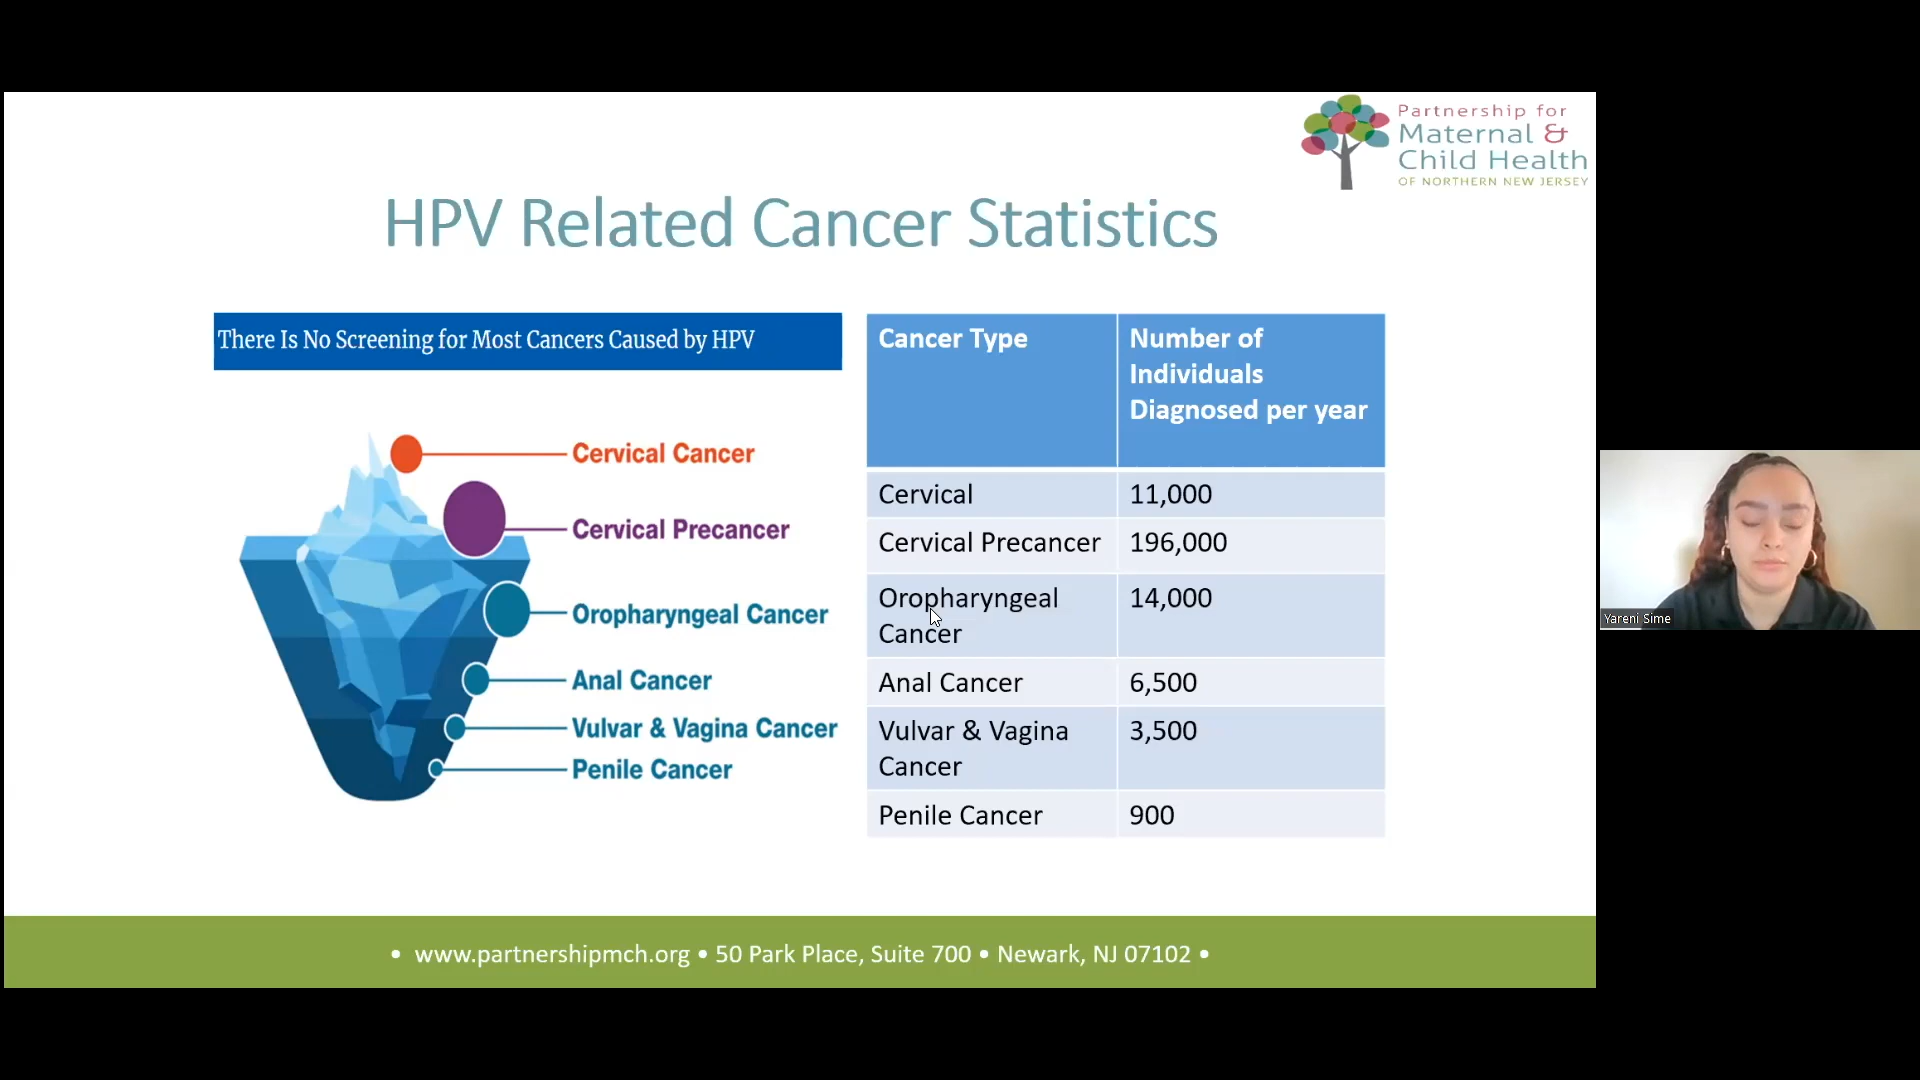 Partnership for
Maternal &
Child Health
OF NORTHERN NEW JERSEY
HPV Related Cancer Statistics
There Is No Screening for Most Cancers Caused by HPV
Cervical Cancer
Cervical Precancer
Oropharyngeal Cancer
Anal Cancer
Vulvar & Vagina Cancer
Penile Cancer
Cancer Type
Number of
Individuals
Diagnosed per year
Cervical
11,000
Cervical Precancer
196,000
Oropharyngeal
Cancer
14,000
Anal Cancer
6,500
Vulvar & Vagina
Cancer
3,500
Penile Cancer
900
Yareni Sime
• www.partnershipmch.org • 50 Park Place, Suite 700 • Newark, NJ 07102 •